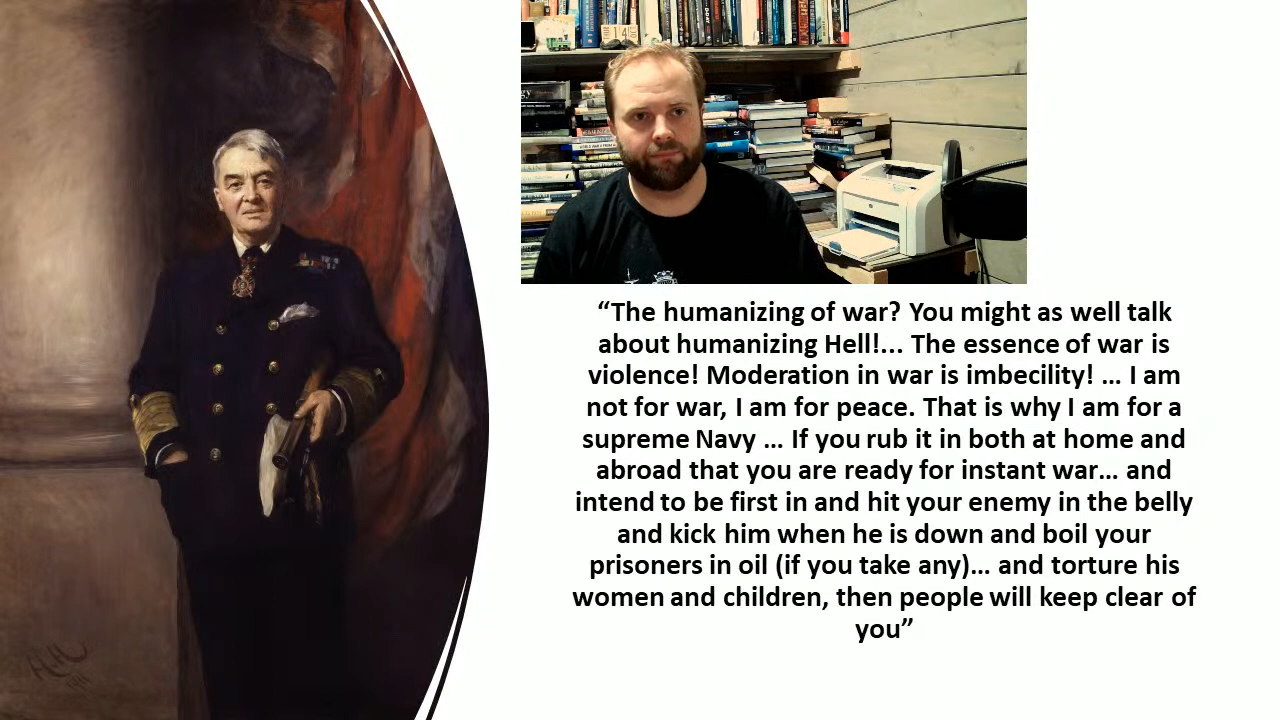 “The humanizing of war? You might as well talk
about humanizing Hell!... The essence of war is
violence! Moderation in war is imbecility! ... I am
not for war, I am for peace. That is why I am for a
supreme Navy ... If you rub it in both at home and
abroad that you are ready for instant war... and
intend to be first in and hit your enemy in the belly
and kick him when he is down and boil your
prisoners in oil (if you take any)... and torture his
women and children, then people will keep clear of
you”